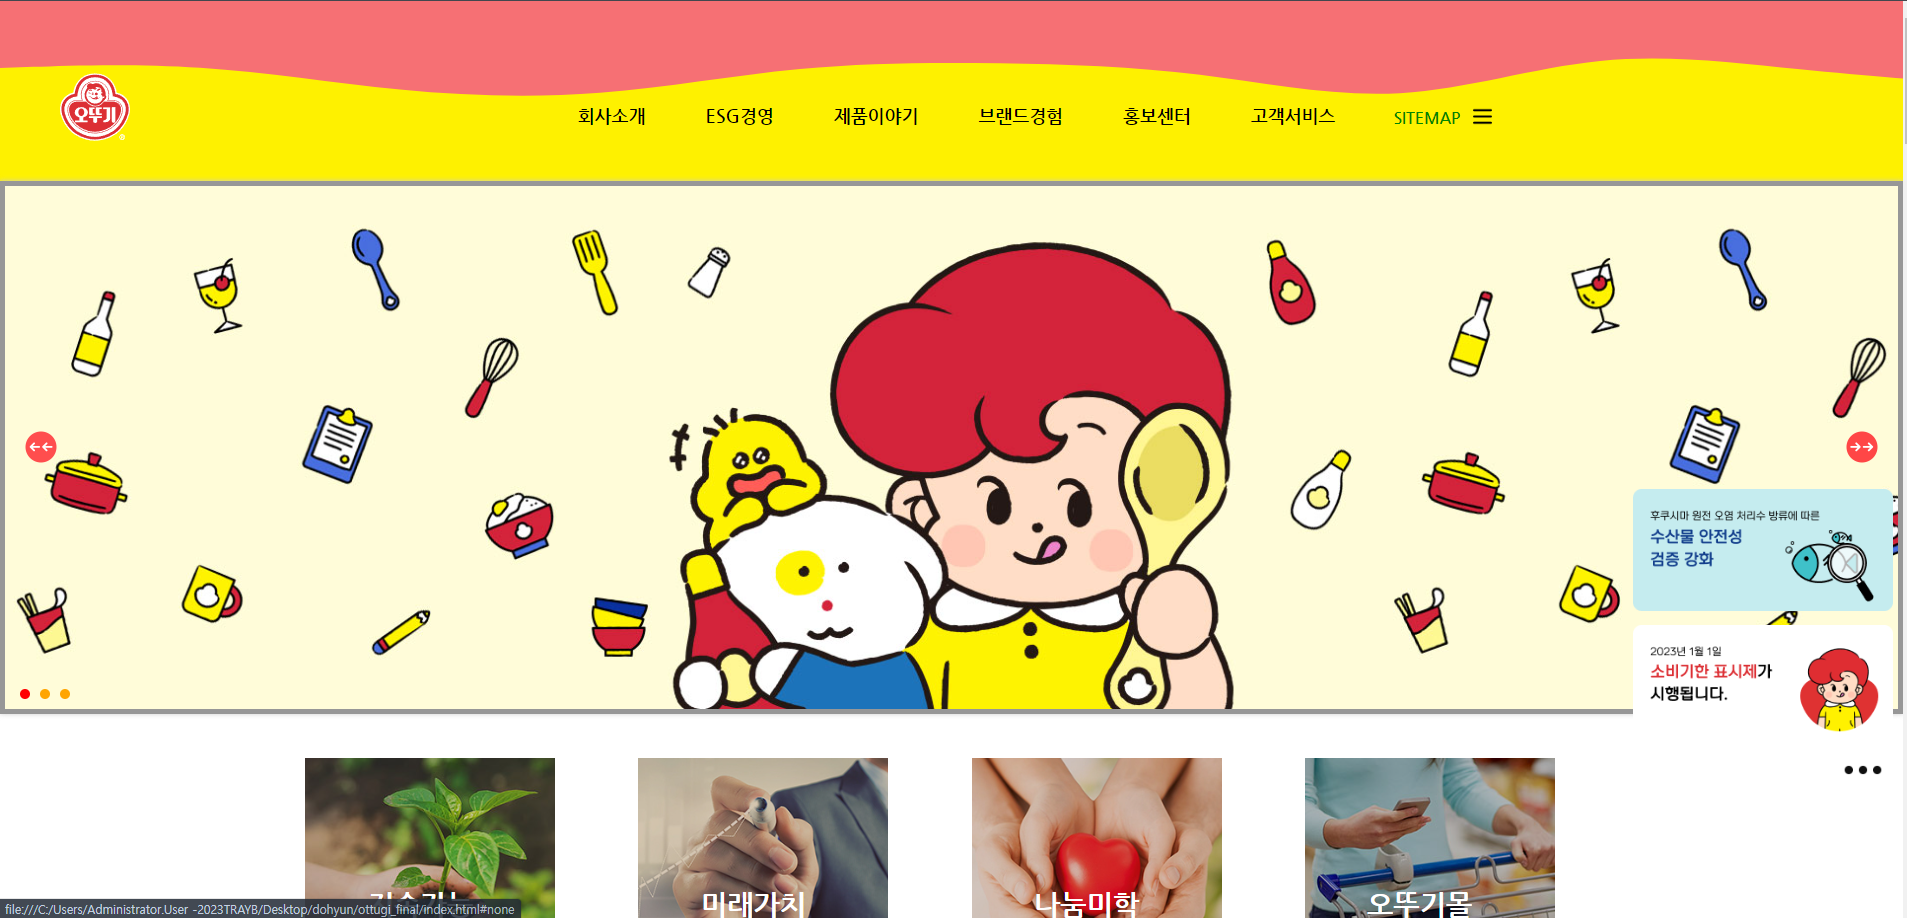 오뚜기
회사소개
ESG경영
제품이야기
브랜드경험
홍보센터
고객서비스
SITEMAP
후쿠시마 원전 오염 처리수 방류에 따른
수산물 안전성
검증 강화
2023년 1월 1일
소비기한 표시제가
시행됩니다.
미래가치
나눔미학
오뚜기몰
file:///C:/Users/Administrator.User -2023TRAYB/Desktop/dohyun/ottugi_final/index.html#none